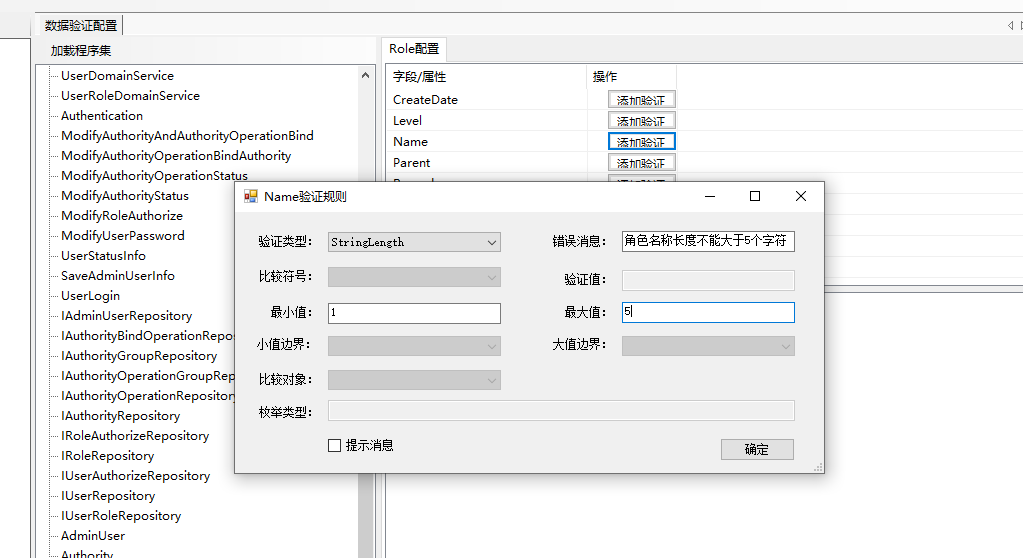 数据验证配置
加载程序集
UserDomainService
UserRoleDomainService
Authentication
ModifyAuthorityAndAuthorityOperationBind
ModifyAuthorityOperationBindAuthority
ModifyAuthorityOperationStatus
ModifyAuthorityStatus
ModifyRoleAuthorize
ModifyUserPassword
UserStatusInfo
SaveAdminUserInfo
UserLogin
IAdminUserRepository
IAuthorityBindOperationRepo
IAuthorityGroupRepository
IAuthorityOperationGroupRep
IAuthorityOperationRepository
IAuthorityRepository
IRoleAuthorizeRepository
IRoleRepository
IUserAuthorizeRepository
IUserRepository
IUserRoleRepository
AdminUser
Authority
Role配置
字段/属性 操作
CreateDate 添加验证
Level 添加验证
Name 添加验证
Parent 添加验证
Name验证规则
验证类型: StringLength 错误消息: 角色名称长度不能大于5个字符
比较符号: 验证值:
最小值: 1 最大值: 5
小值边界: 大值边界:
比较对象:
枚举类型:
提示消息 确定